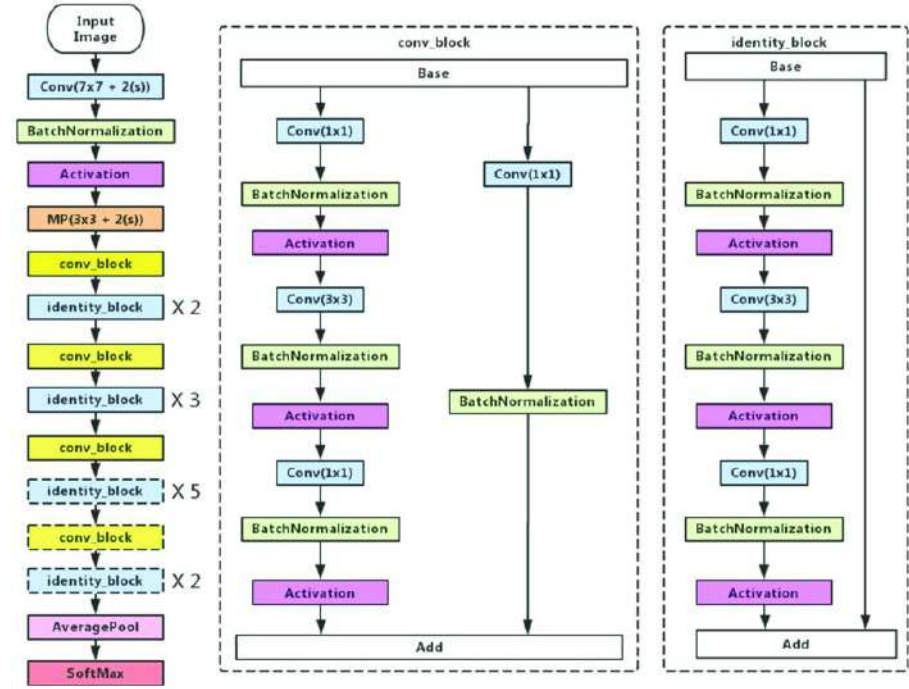 Input
Image
Conv(7x7 + 2(s))
BatchNormalization
Activation
MP(3x3 + 2(s))
conv_block
identity_block X 2
conv_block
identity_block X 3
conv_block
identity_block X 5
conv_block
identity_block X 2
AveragePool
SoftMax
conv_block
Base
Conv(1x1)
BatchNormalization
Activation
Conv(3x3)
BatchNormalization
Activation
Conv(1x1)
BatchNormalization
Activation
Conv(1x1)
BatchNormalization
Add
identity_block
Base
Conv(1x1)
BatchNormalization
Activation
Conv(3x3)
BatchNormalization
Activation
Conv(1x1)
BatchNormalization
Activation
Add